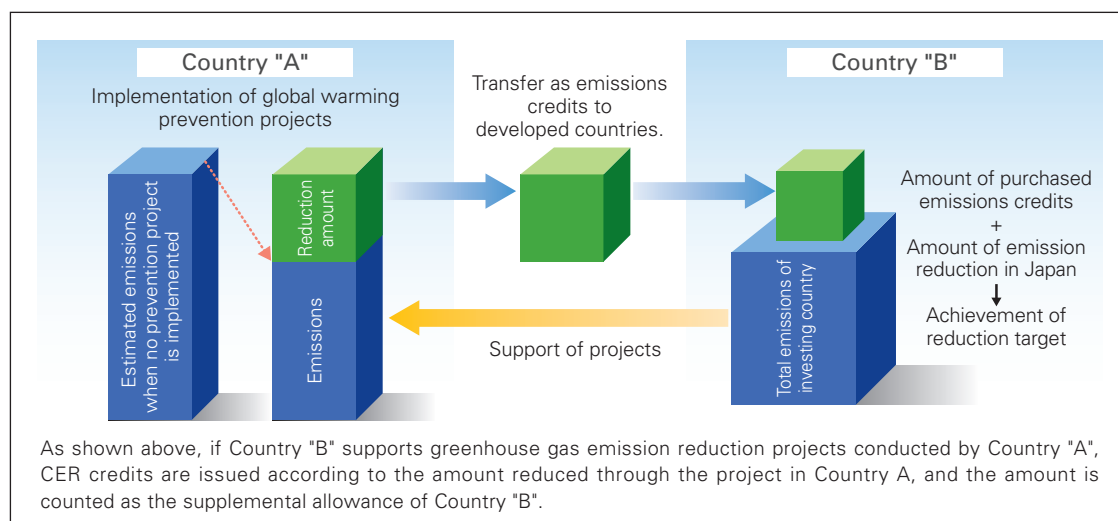 Country "A"
Implementation of global warming
prevention projects
Estimated emissions
when no prevention project
is implemented
Reduction
amount
Emissions
Transfer as emissions
credits to
developed countries.
Support of projects
Country "B"
Total emissions of
investing country
Amount of purchased
emissions credits
+
Amount of emission
reduction in Japan
Achievement of
reduction target
As shown above, if Country "B" supports greenhouse gas emission reduction projects conducted by Country "A",
CER credits are issued according to the amount reduced through the project in Country A, and the amount is
counted as the supplemental allowance of Country "B".